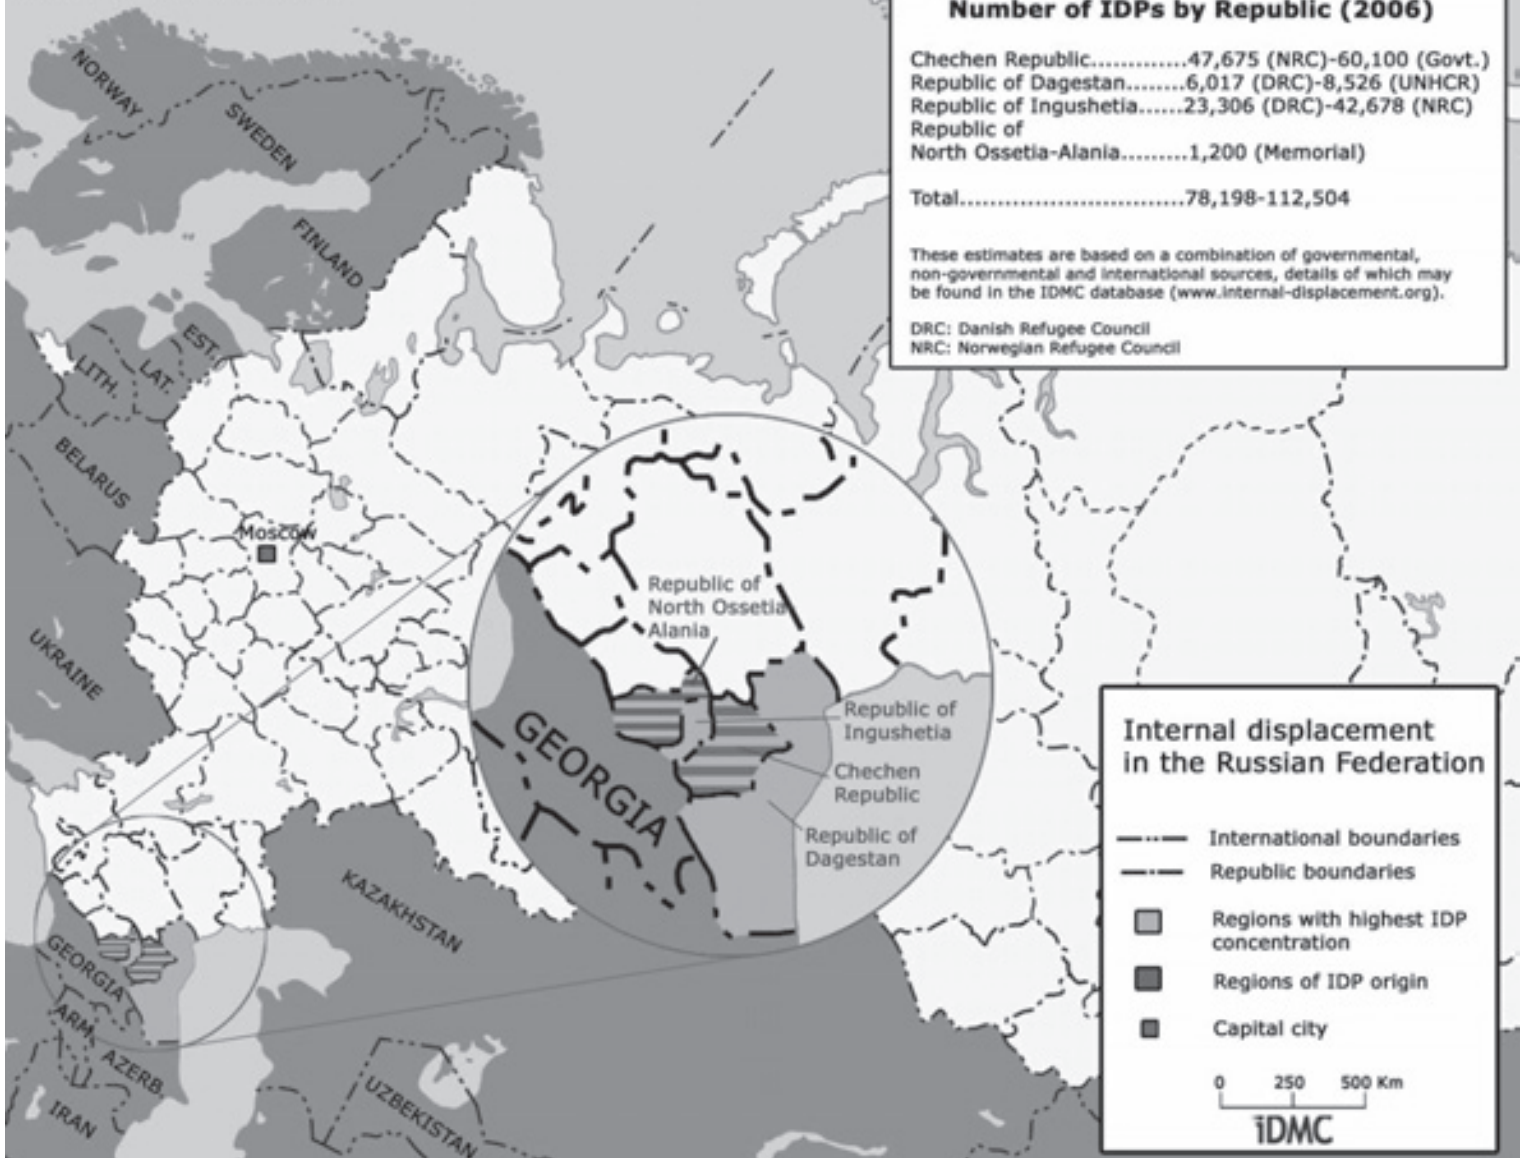 Number of IDPs by Republic (2006)
Chechen Republic.............47,675 (NRC)-60,100 (Govt.)
Republic of Dagestan........6,017 (DRC)-8,526 (UNHCR)
Republic of Ingushetia......23,306 (DRC)-42,678 (NRC)
Republic of
North Ossetia-Alania.........1,200 (Memorial)
Total..............................78,198-112,504
These estimates are based on a combination of governmental,
non-governmental and international sources, details of which may
be found in the IDMC database (www.internal-displacement.org).
DRC: Danish Refugee Council
NRC: Norwegian Refugee Council
NORWAY
SWEDEN
FINLAND
EST.
LAT.
LITH.
BELARUS
Moscow
UKRAINE
Republic of
North Ossetia
Alania
GEORGIA
Republic of
Ingushetia
Chechen
Republic
Republic of
Dagestan
KAZAKHSTAN
GEORGIA
ARM.
AZERB.
IRAN
UZBEKISTAN
Internal displacement
in the Russian Federation
International boundaries
Republic boundaries
Regions with highest IDP
concentration
Regions of IDP origin
Capital city
0 250 500 Km
iDMC